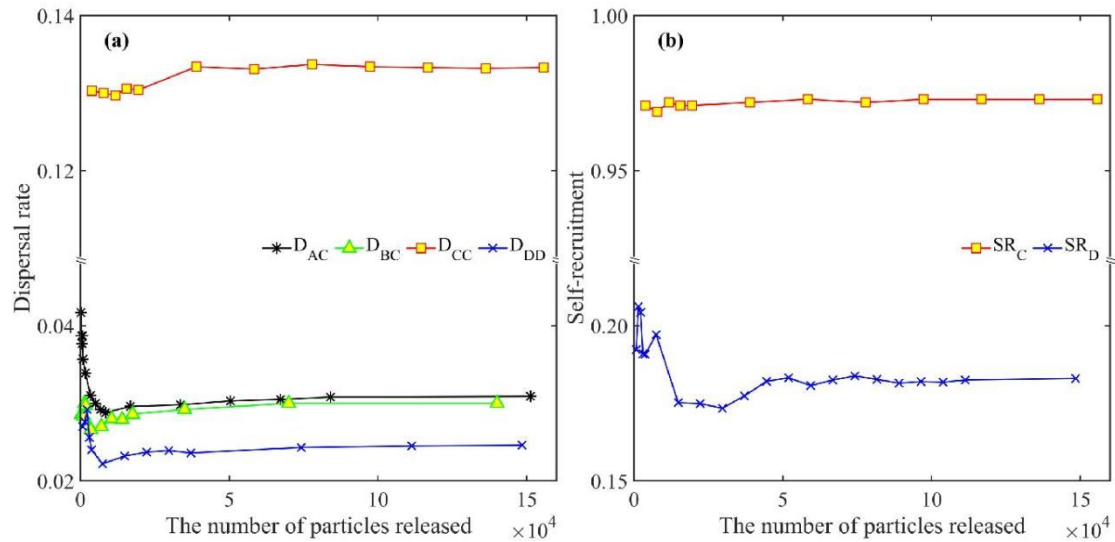 (a)
Dispersal rate
0.14
0.12
0.04
0.02
D_AC D_BC D_CC D_DD
0 5 10 15
×10^4
The number of particles released
(b)
Self-recruitment
1.00
0.95
0.20
0.15
SR_C SR_D
0 5 10 15
×10^4
The number of particles released